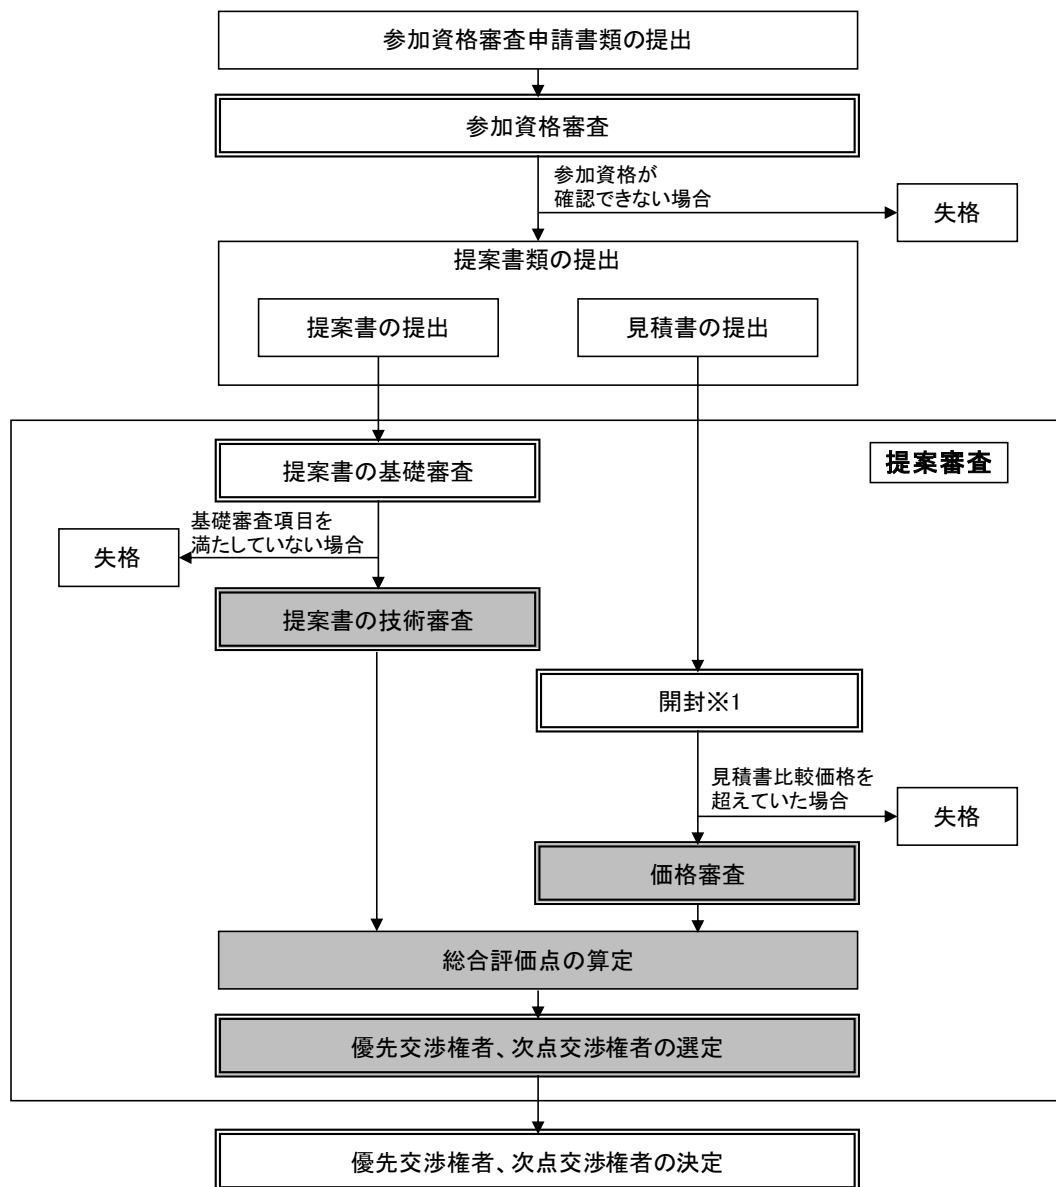 参加資格審査申請書類の提出
参加資格審査
参加資格が
確認できない場合
失格
提案書類の提出
提案書の提出
見積書の提出
提案審査
提案書の基礎審査
基礎審査項目を
満たしていない場合
失格
提案書の技術審査
開封※1
見積書比較価格を
超えていた場合
失格
価格審査
総合評価点の算定
優先交渉権者、次点交渉権者の選定
優先交渉権者、次点交渉権者の決定